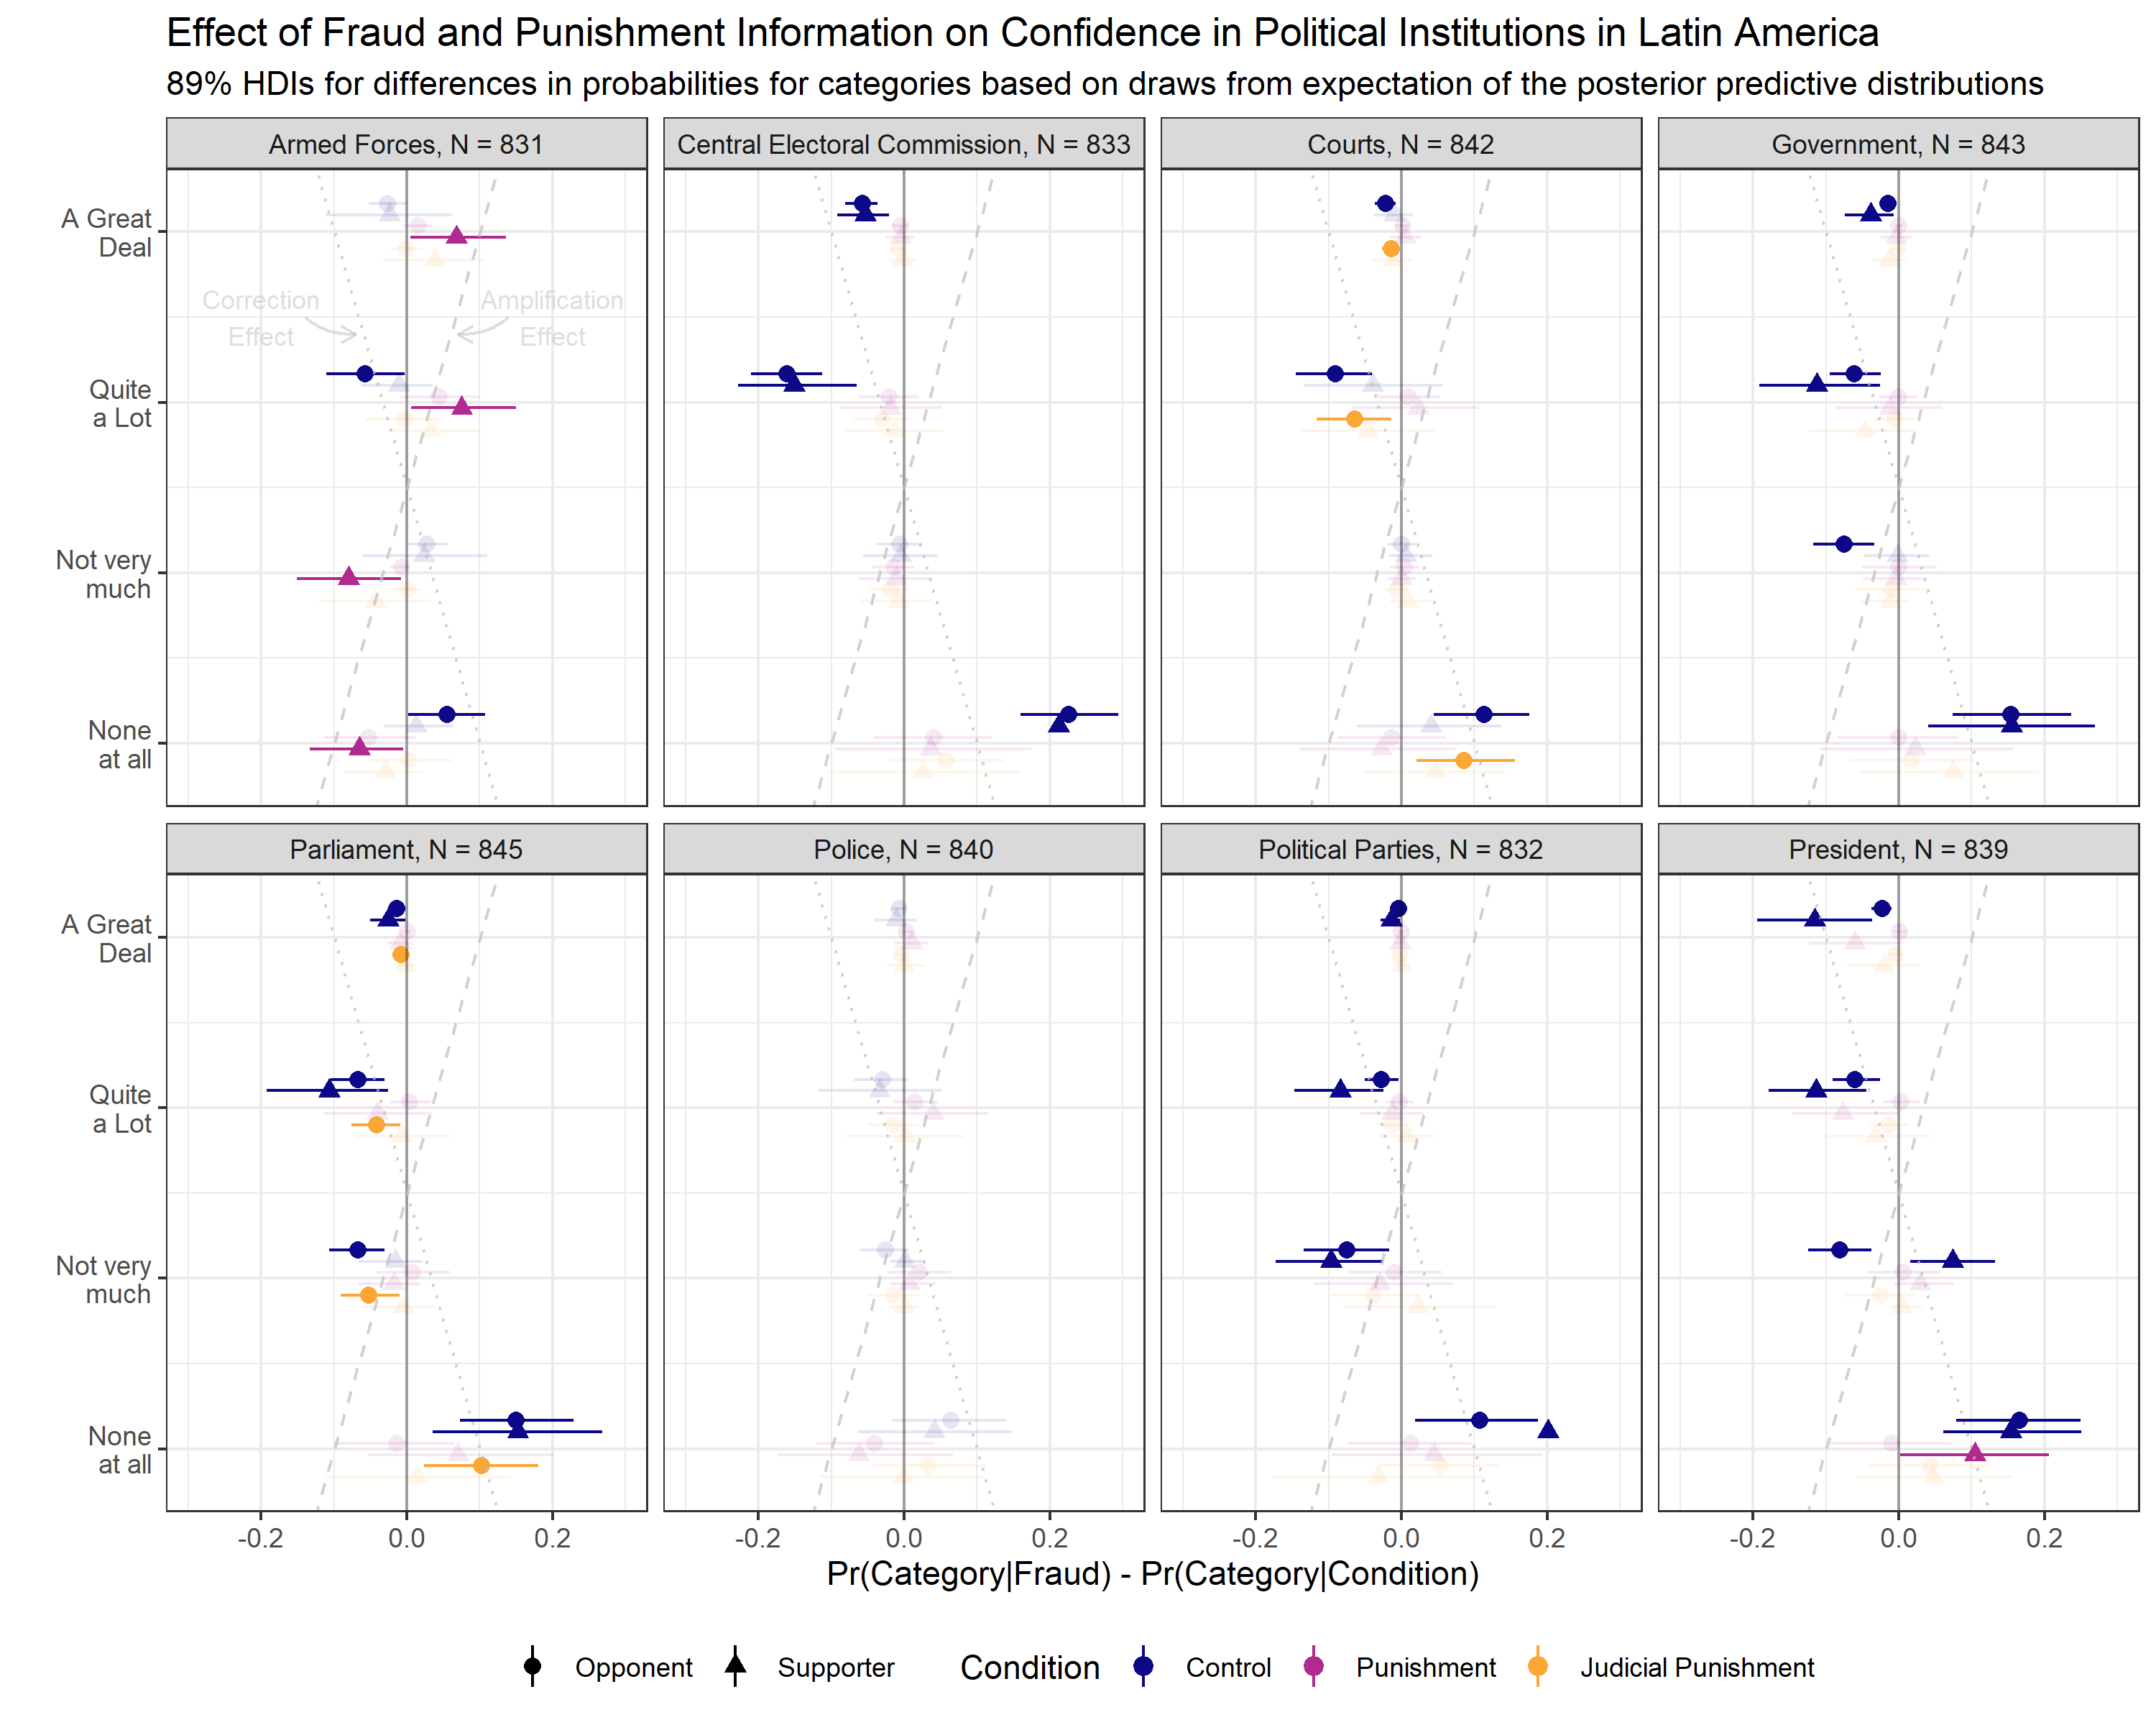 Effect of Fraud and Punishment Information on Confidence in Political Institutions in Latin America
89% HDIs for differences in probabilities for categories based on draws from expectation of the posterior predictive distributions
Armed Forces, N = 831
Central Electoral Commission, N = 833
Courts, N = 842
Government, N = 843
A Great
Deal
Quite
a Lot
Not very
much
None
at all
Correction
Effect
Amplification
Effect
Parliament, N = 845
Police, N = 840
Political Parties, N = 832
President, N = 839
A Great
Deal
Quite
a Lot
Not very
much
None
at all
-0.2 0.0 0.2
-0.2 0.0 0.2
-0.2 0.0 0.2
-0.2 0.0 0.2
Pr(Category|Fraud) - Pr(Category|Condition)
Opponent Supporter Condition Control Punishment Judicial Punishment